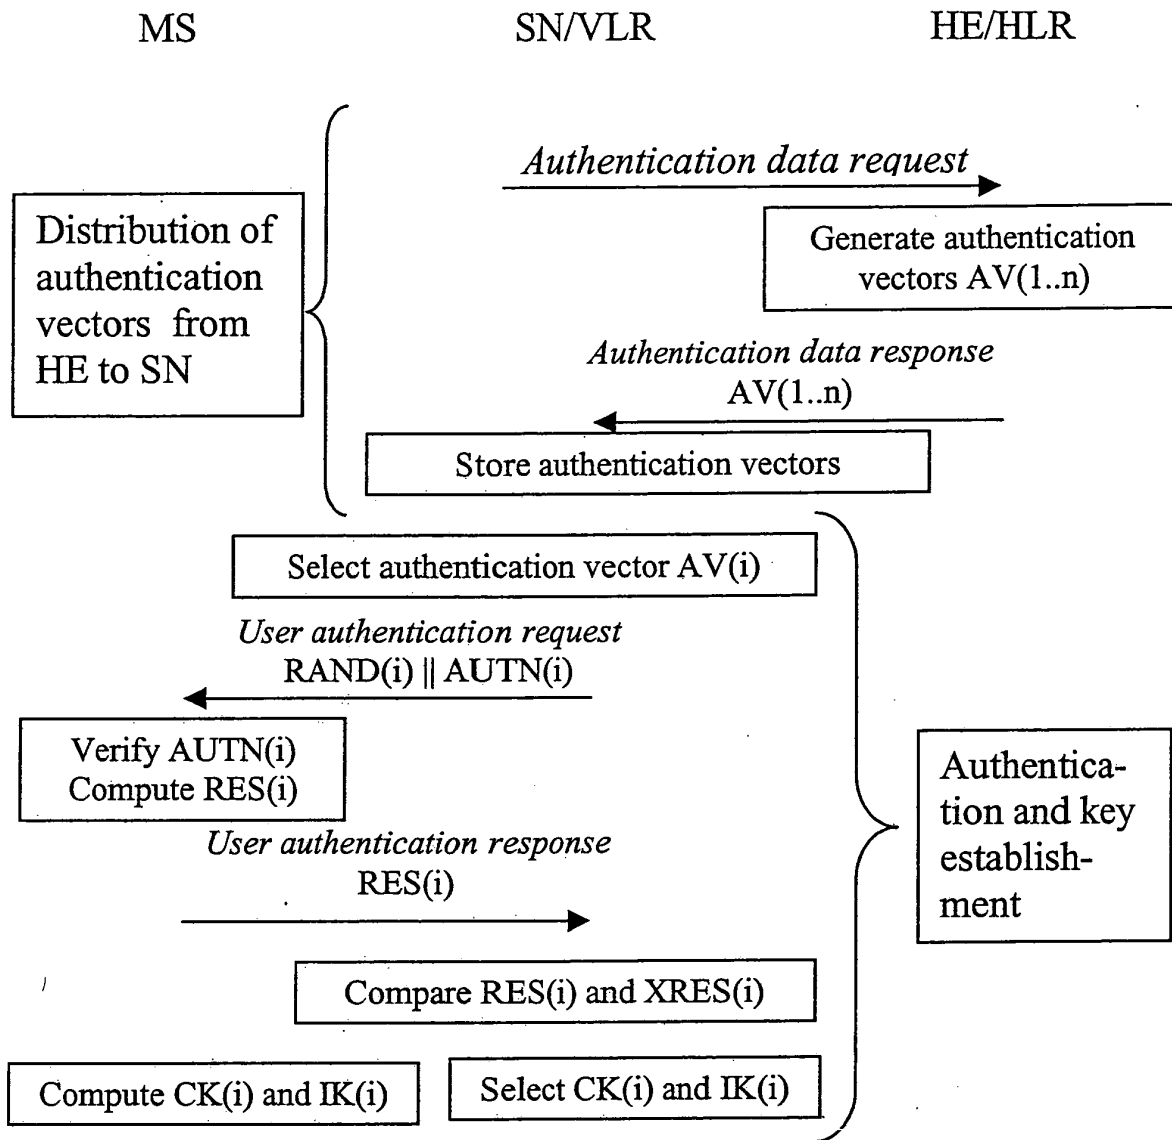 MS SN/VLR HE/HLR
Authentication data request
Distribution of
authentication
vectors from
HE to SN
Generate authentication
vectors AV(1..n)
Authentication data response
AV(1..n)
Store authentication vectors
Select authentication vector AV(i)
User authentication request
RAND(i) || AUTN(i)
Verify AUTN(i)
Compute RES(i)
User authentication response
RES(i)
Authentica-
tion and key
establish-
ment
Compare RES(i) and XRES(i)
Compute CK(i) and IK(i)
Select CK(i) and IK(i)